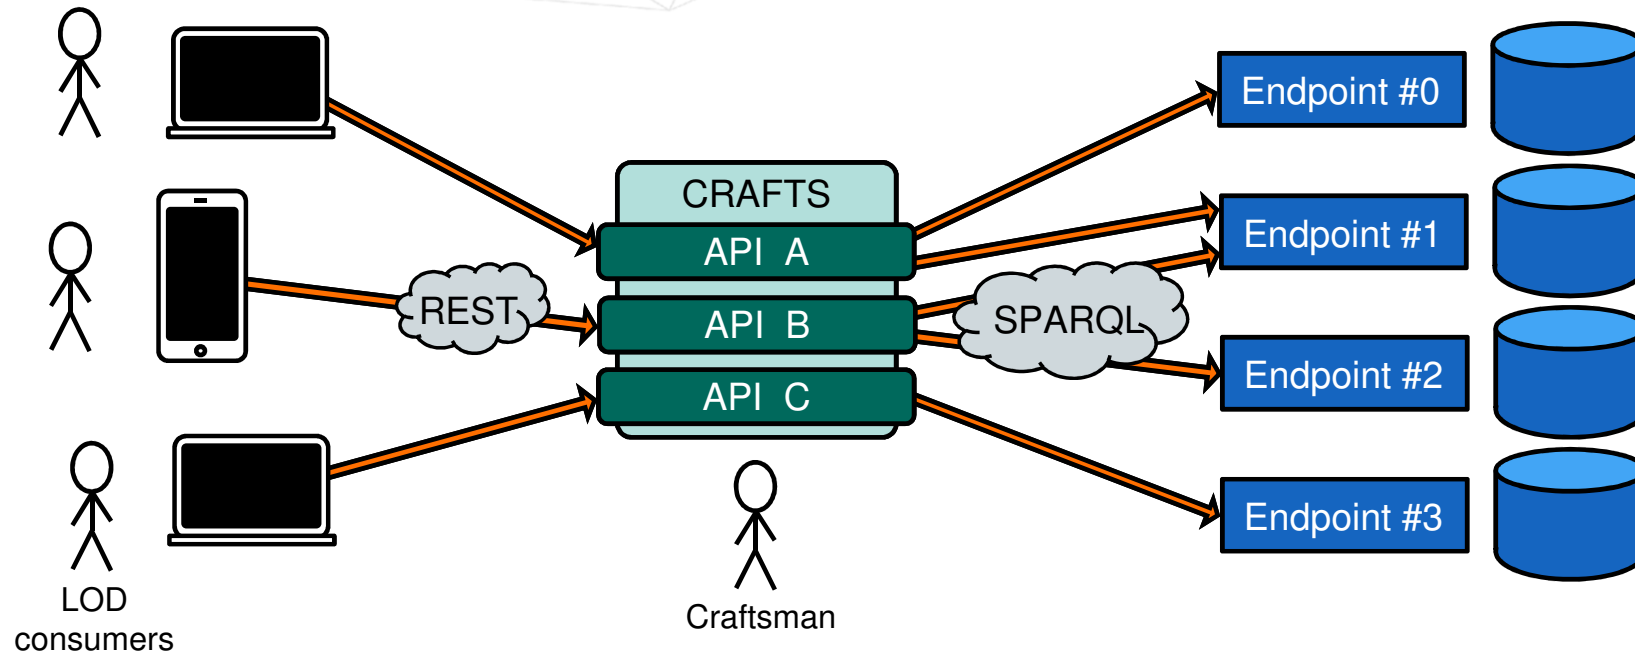 CRAFTS
API A
API B
API C
REST
SPARQL
Endpoint #0
Endpoint #1
Endpoint #2
Endpoint #3
LOD
consumers
Craftsman